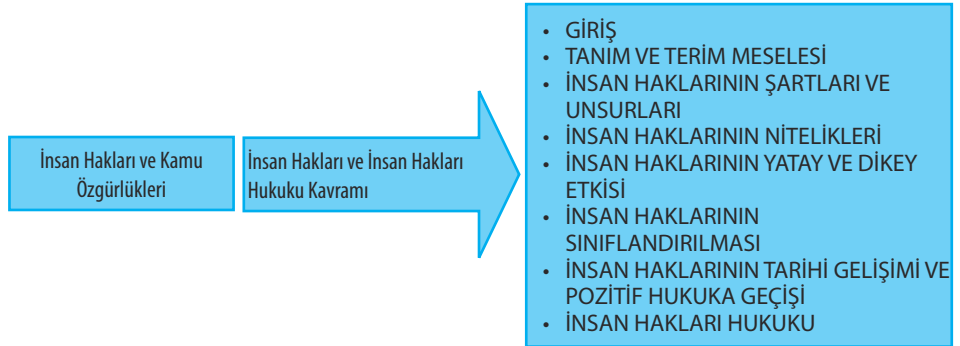 İnsan Hakları ve Kamu
Özgürlükleri
İnsan Hakları ve İnsan Hakları
Hukuku Kavramı
• GİRİŞ
• TANIM VE TERİM MESELESİ
• İNSAN HAKLARININ ŞARTLARI VE
UNSURLARI
• İNSAN HAKLARININ NİTELİKLERİ
• İNSAN HAKLARININ YATAY VE DİKEY
ETKİSİ
• İNSAN HAKLARININ
SINIFLANDIRILMASI
• İNSAN HAKLARININ TARİHİ GELİŞİMİ VE
POZİTİF HUKUKA GEÇİŞİ
• İNSAN HAKLARI HUKUKU